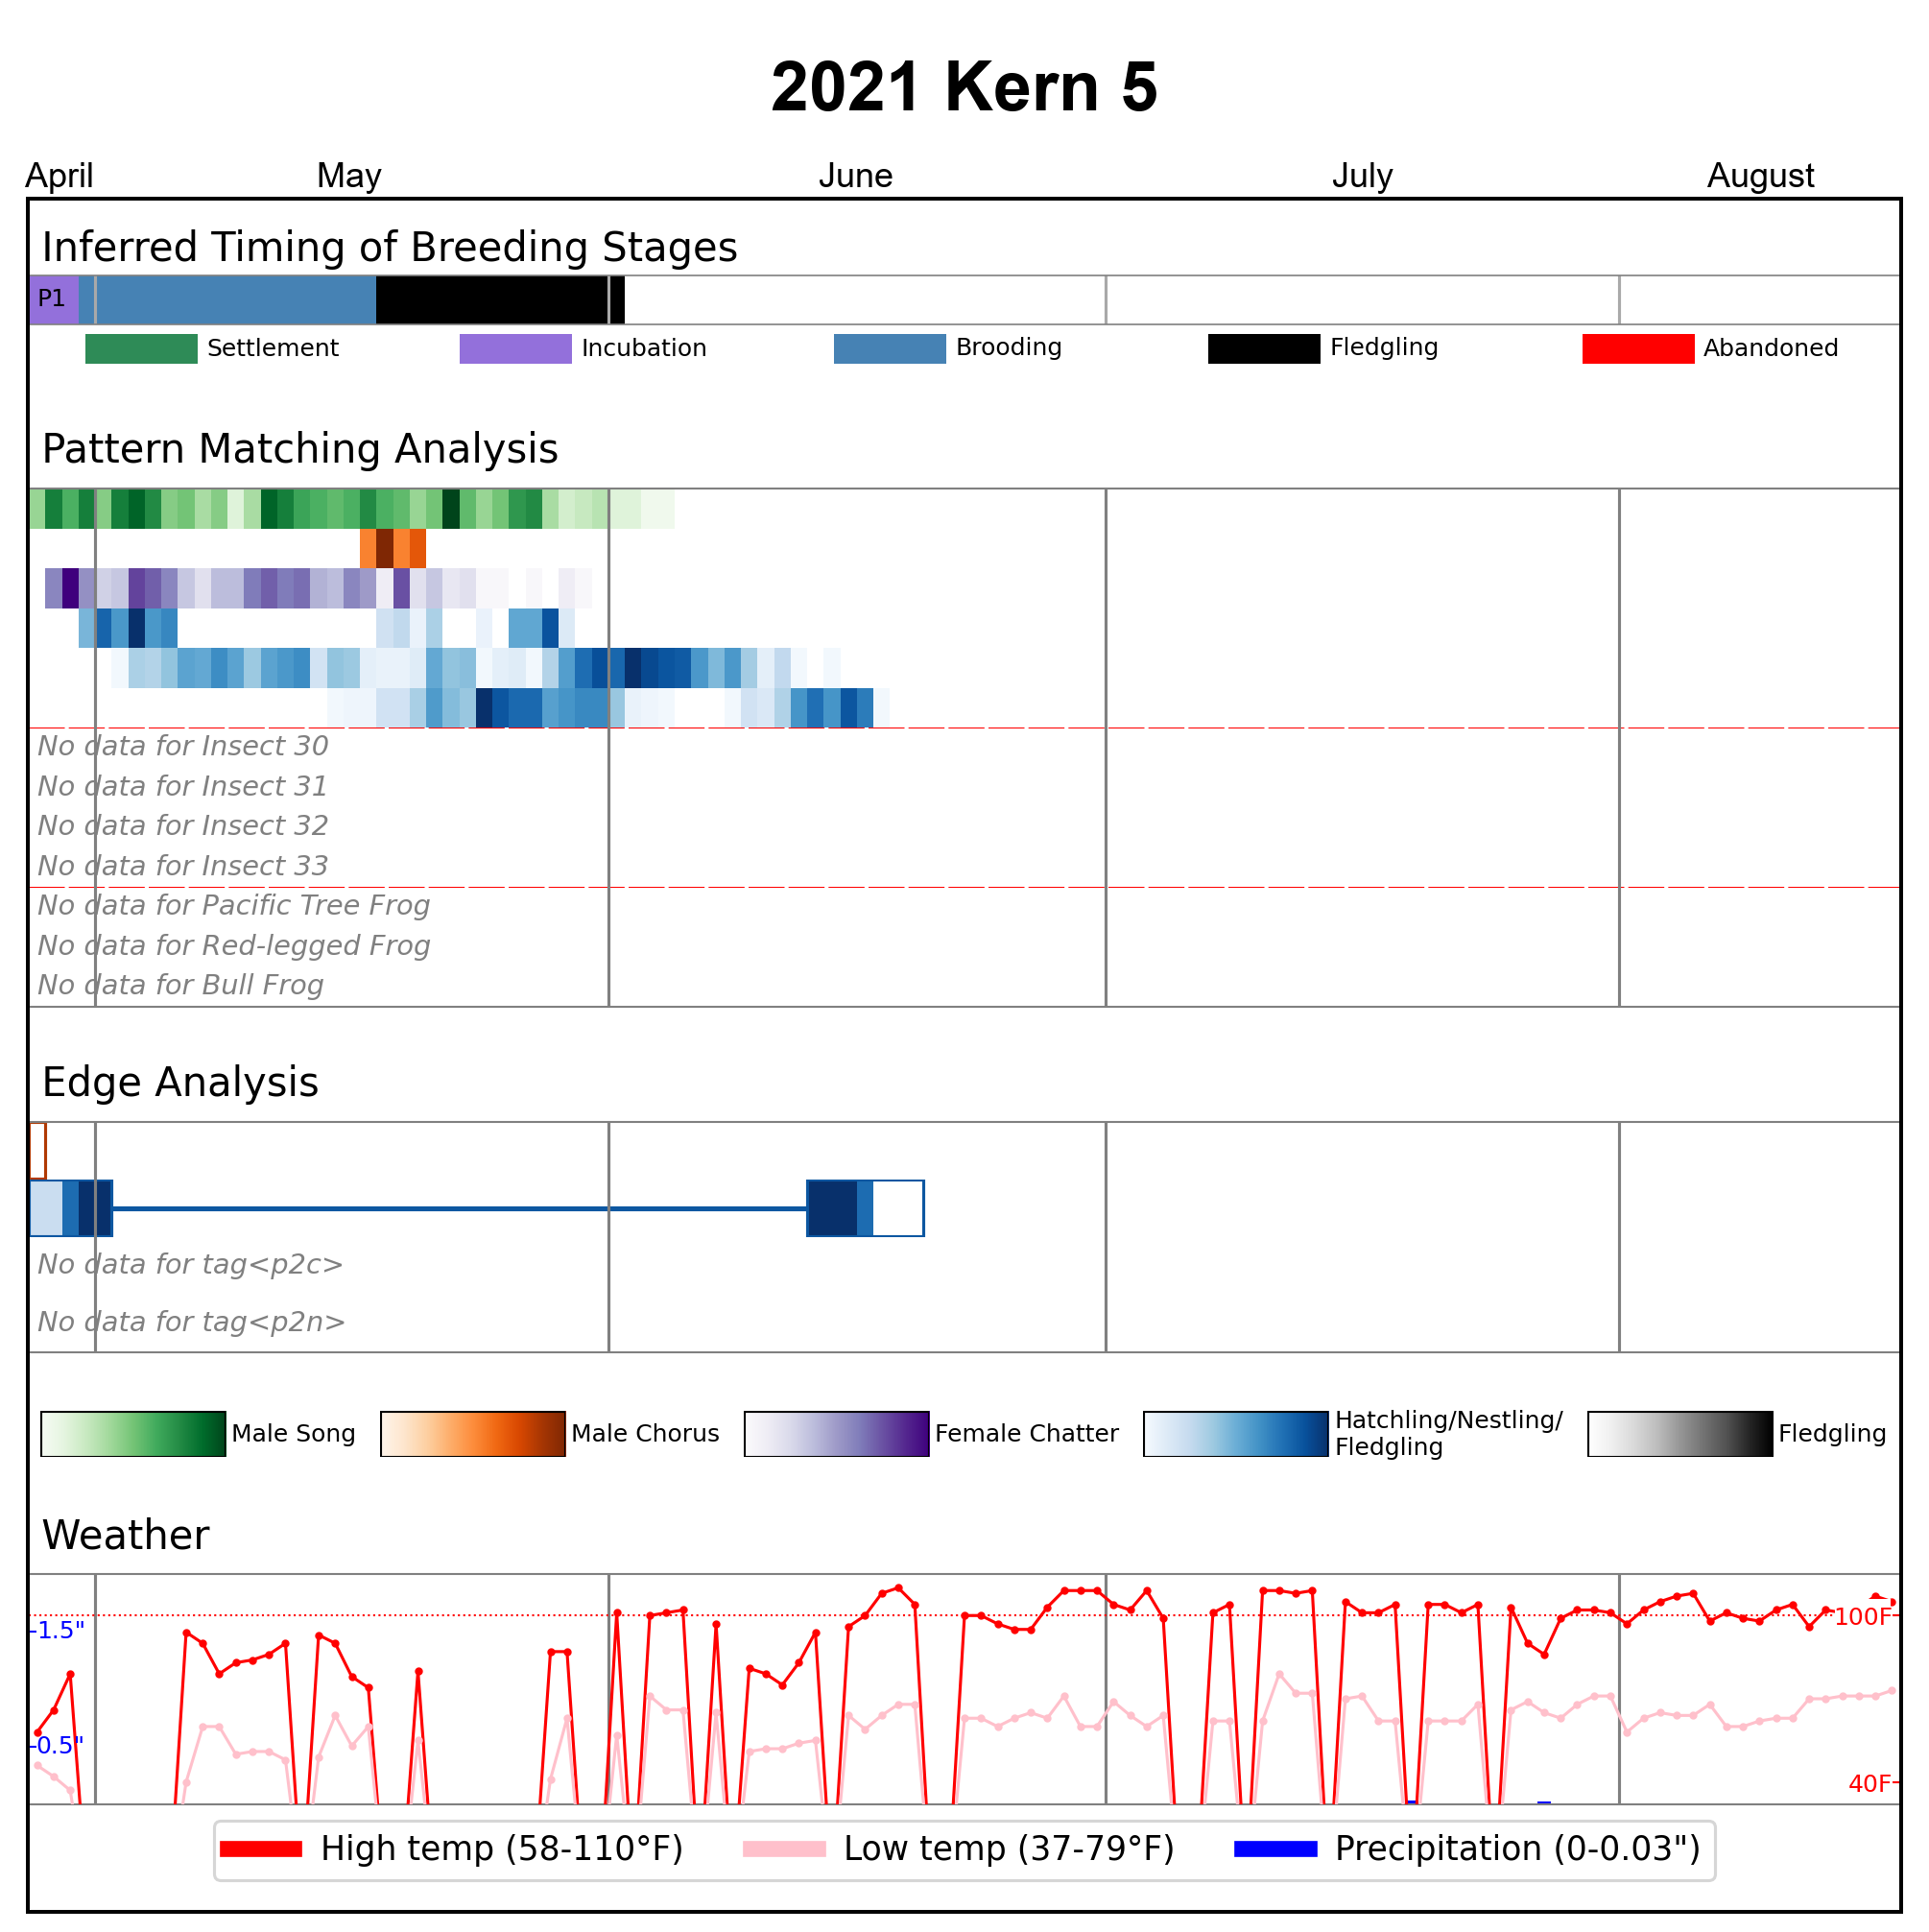 2021 Kern 5
April May June July August
Inferred Timing of Breeding Stages
P1
Settlement Incubation Brooding Fledgling Abandoned
Pattern Matching Analysis
No data for Insect 30
No data for Insect 31
No data for Insect 32
No data for Insect 33
No data for Pacific Tree Frog
No data for Red-legged Frog
No data for Bull Frog
Edge Analysis
No data for tag<p2c>
No data for tag<p2n>
Male Song Male Chorus Female Chatter Hatchling/Nestling/
Fledgling Fledgling
Weather
1.5" 100F
0.5" 40F
High temp (58-110°F) Low temp (37-79°F) Precipitation (0-0.03")